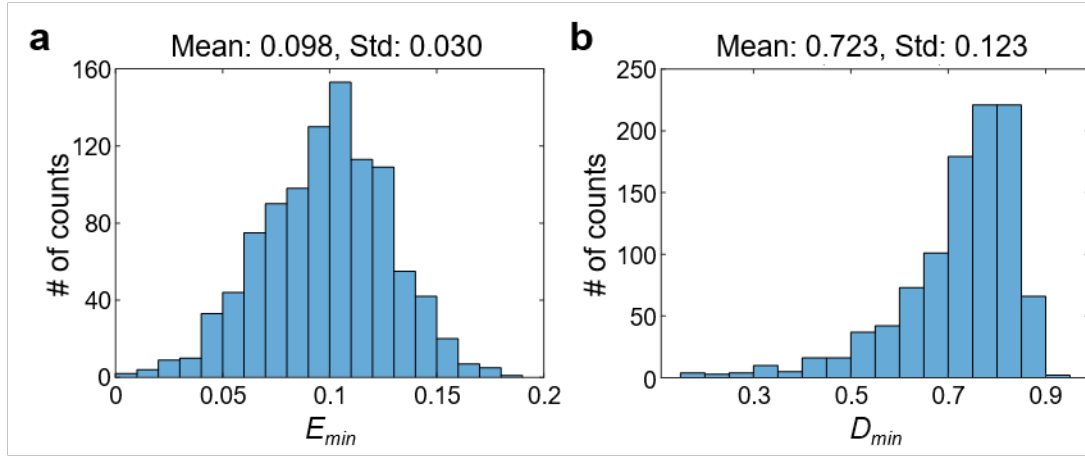 a
Mean: 0.098, Std: 0.030
160
120
80
40
0
# of counts
0 0.05 0.1 0.15 0.2
E_min
b
Mean: 0.723, Std: 0.123
250
200
150
100
50
0
# of counts
0.3 0.5 0.7 0.9
D_min